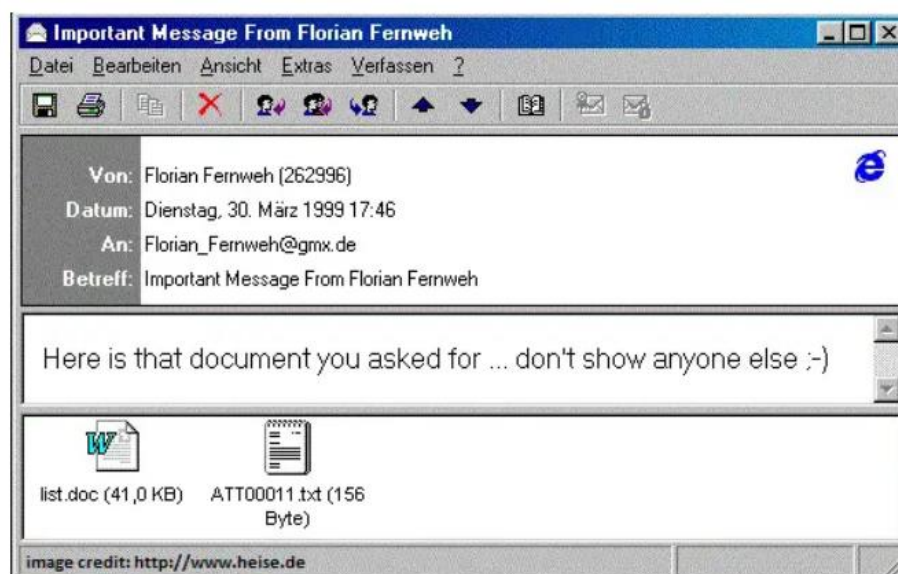 Important Message From Florian Fernweh
Datei Bearbeiten Ansicht Extras Verfassen ?
Von: Florian Fernweh (262996)
Datum: Dienstag, 30. März 1999 17:46
An: Florian_Fernweh@gmx.de
Betreff: Important Message From Florian Fernweh
Here is that document you asked for ... don't show anyone else ;-)
list.doc (41,0 KB) ATT00011.txt (156
Byte)
image credit: http://www.heise.de